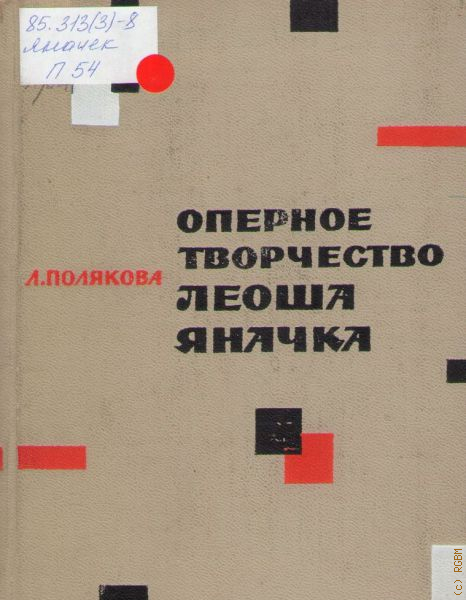 85.313(3)-8
Яначек
П 54
ОПЕРНОЕ
ТВОРЧЕСТВО
Л.ПОЛЯКОВА
ЛЕОША
ЯНАЧКА
(c) RGBM